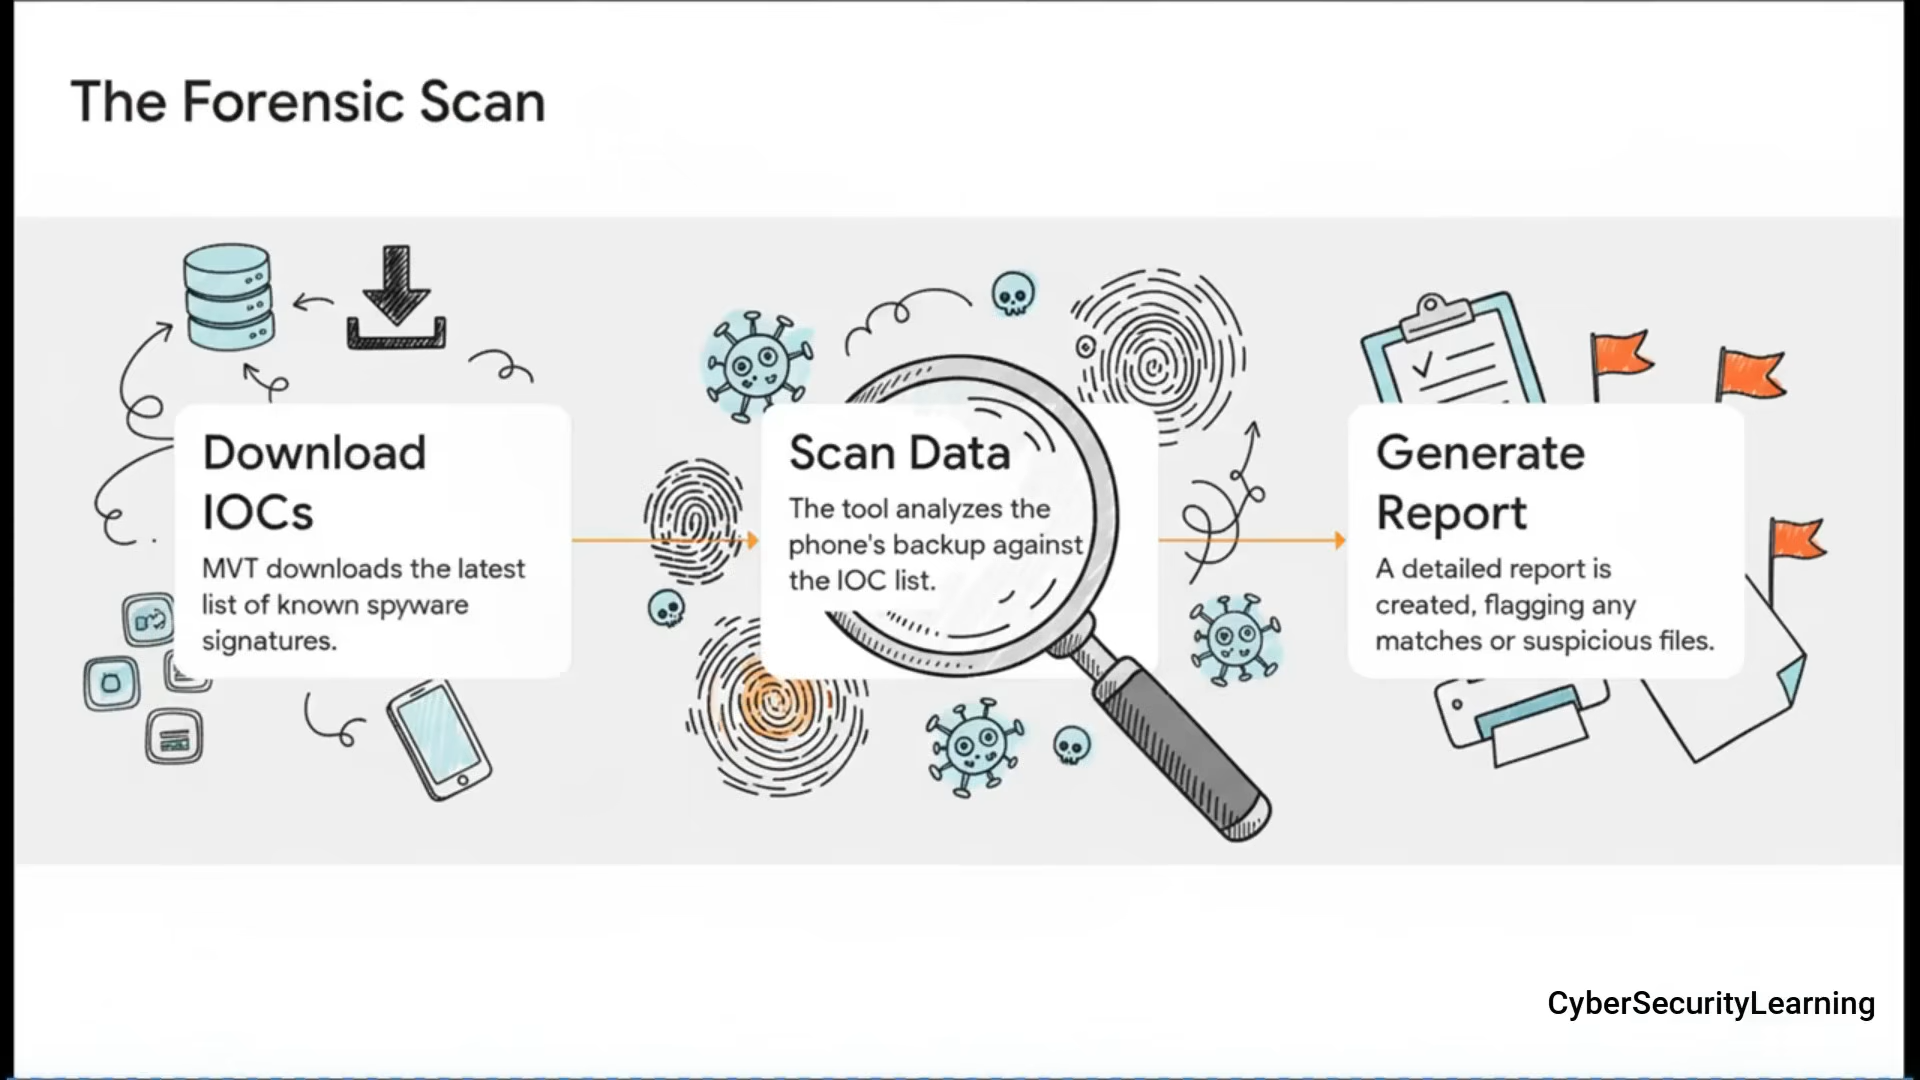 The Forensic Scan
Download
IOCs
MVT downloads the latest
list of known spyware
signatures.
Scan Data
The tool analyzes the
phone's backup against
the IOC list.
Generate
Report
A detailed report is
created, flagging any
matches or suspicious files.
CyberSecurityLearning